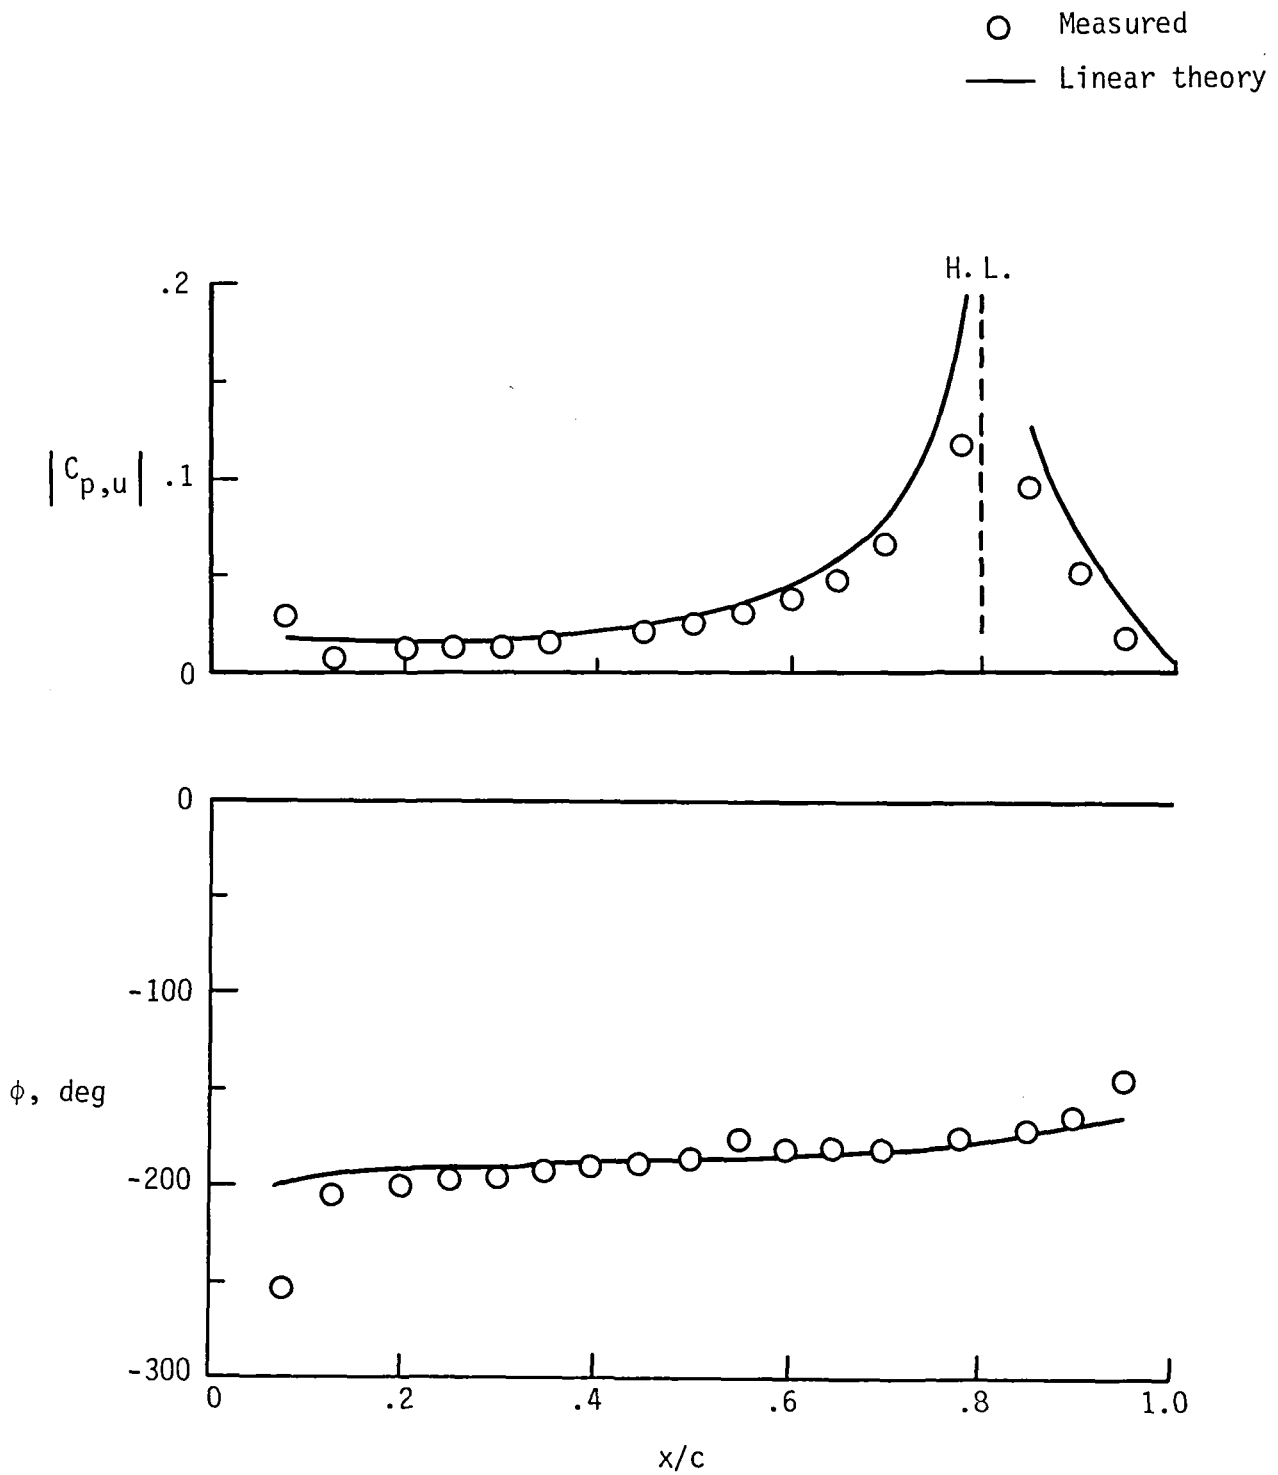 Measured
Linear theory
H.L.
.2
|Cp,u| .1
0
0
-100
φ, deg
-200
-300
0 .2 .4 .6 .8 1.0
x/c